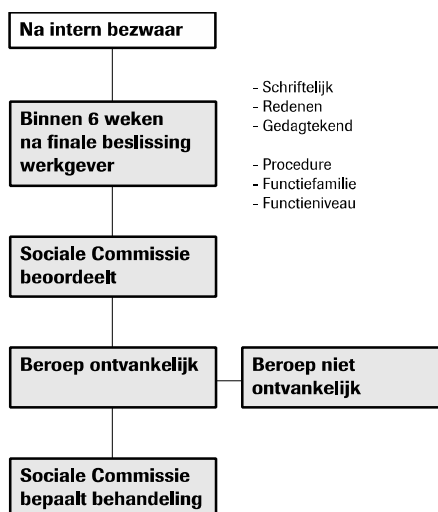 Na intern bezwaar
Binnen 6 weken
na finale beslissing
werkgever
- Schriftelijk
- Redenen
- Gedagtekend
- Procedure
- Functiefamilie
- Functieniveau
Sociale Commissie
beoordeelt
Beroep ontvankelijk
Beroep niet
ontvankelijk
Sociale Commissie
bepaalt behandeling